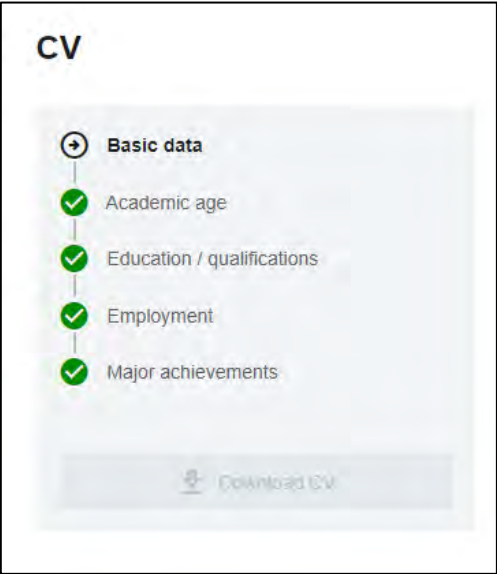 CV
Basic data
Academic age
Education / qualifications
Employment
Major achievements
Download CV